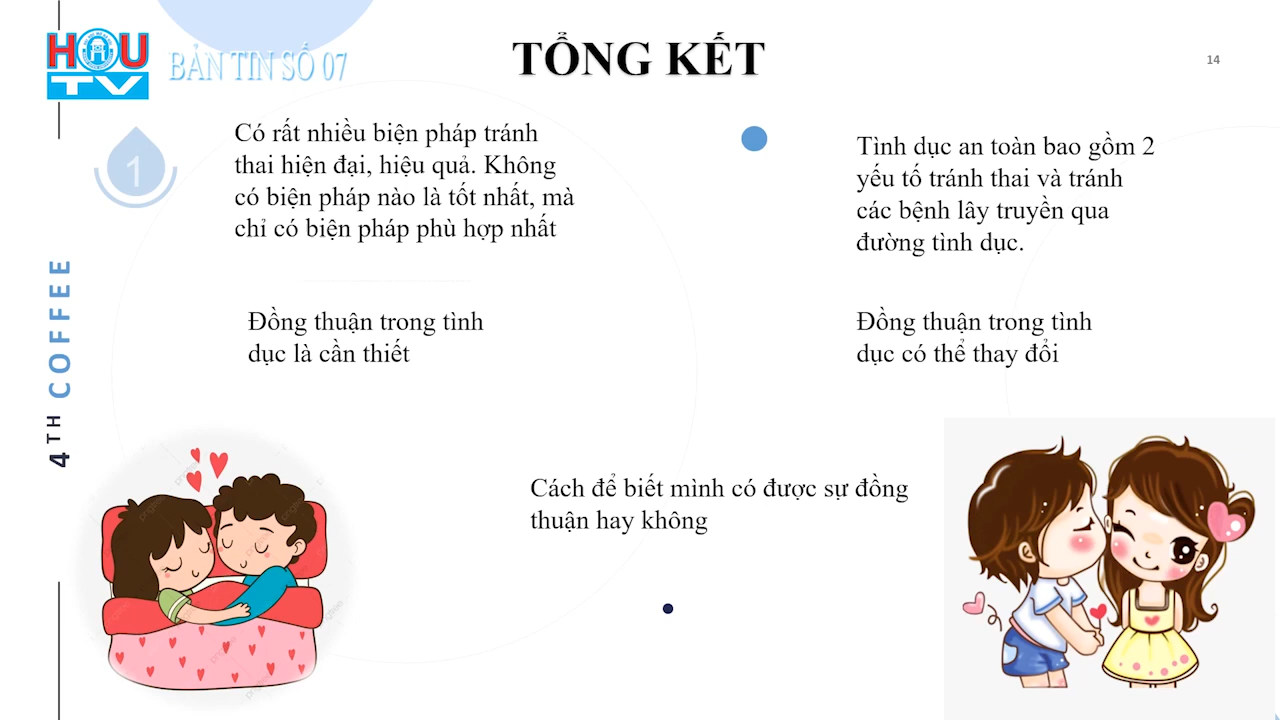 HOU
TV
BẢN TIN SỐ 07
TỔNG KẾT
14
1
Có rất nhiều biện pháp tránh
thai hiện đại, hiệu quả. Không
có biện pháp nào là tốt nhất, mà
chỉ có biện pháp phù hợp nhất
Tình dục an toàn bao gồm 2
yếu tố tránh thai và tránh
các bệnh lây truyền qua
đường tình dục.
Đồng thuận trong tình
dục là cần thiết
Đồng thuận trong tình
dục có thể thay đổi
Cách để biết mình có được sự đồng
thuận hay không
4TH COFFEE